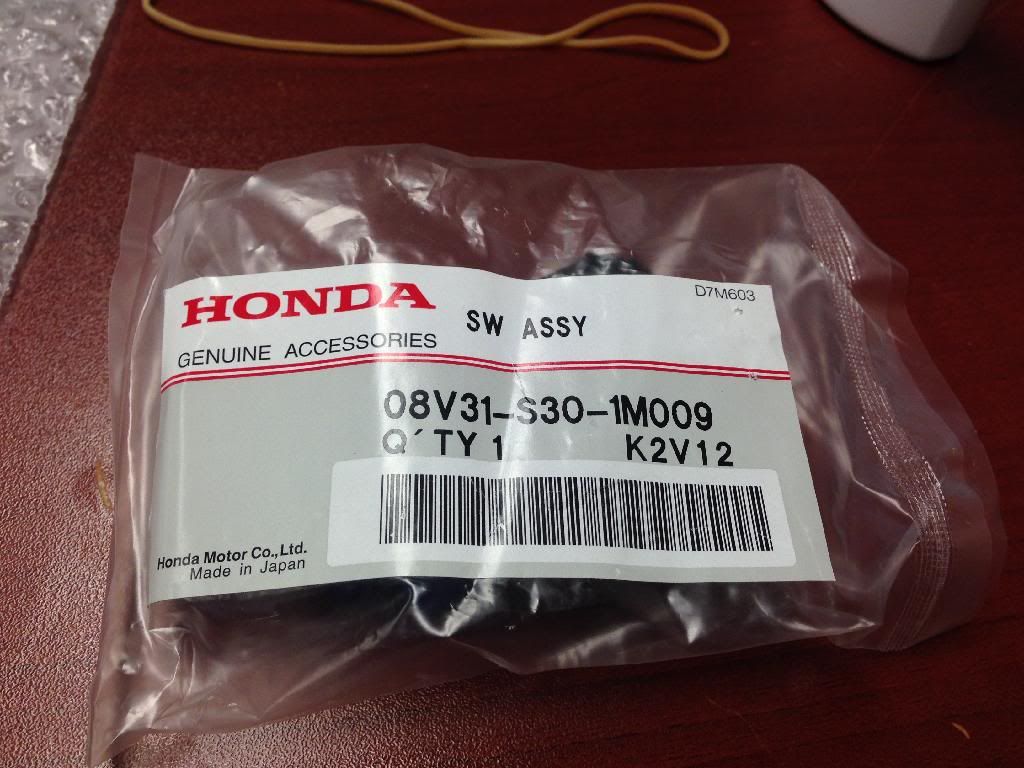 HONDA
GENUINE ACCESSORIES
SW ASSY
D7M603
08V31-S30-1M009
Q´TY 1 K2V12
Honda Motor Co.,Ltd.
Made in Japan